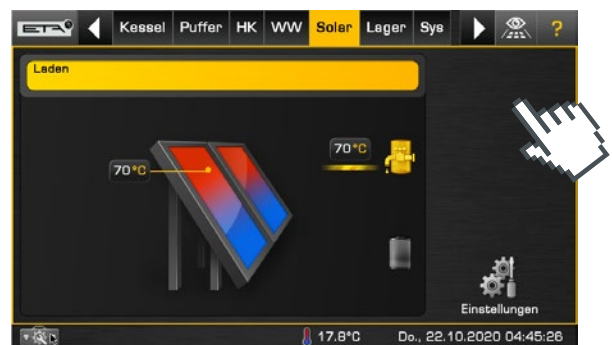 ETA Kessel Puffer HK WW Solar Lager Sys ?
Laden
70°C
70°C
Einstellungen
17.8°C Do., 22.10.2020 04:45:26